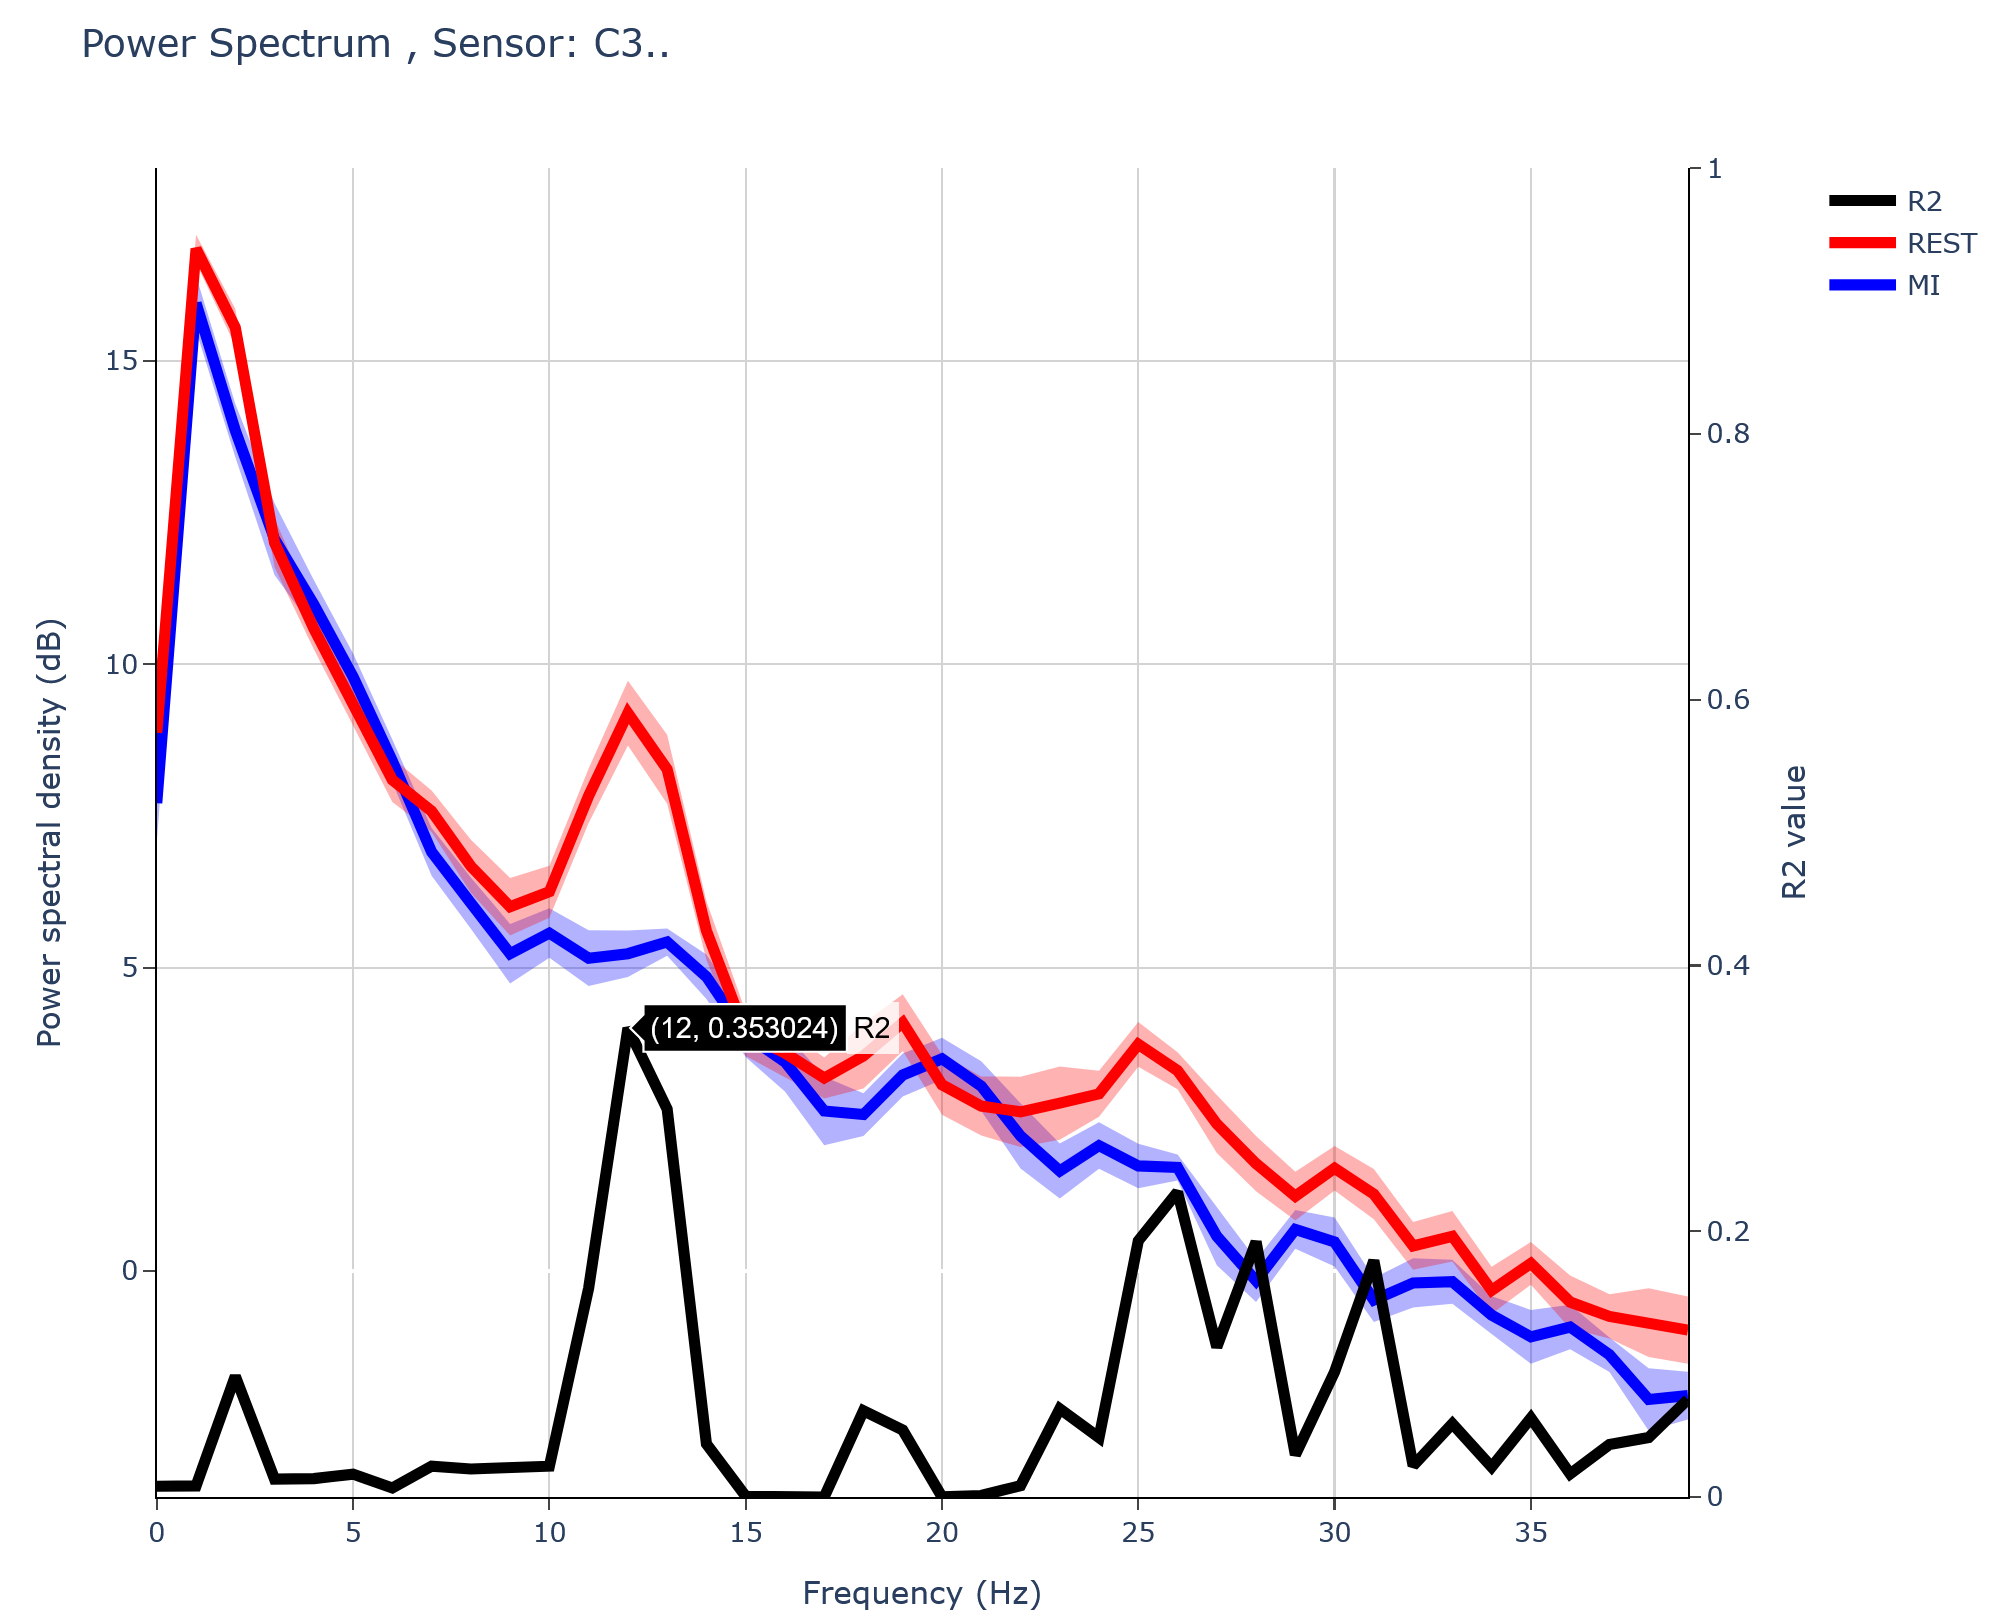 Power Spectrum , Sensor: C3..
R2
REST
MI
Power spectral density (dB)
15
10
5
0
(12, 0.353024) R2
1
0.8
0.6
0.4
0.2
0
R2 value
0 5 10 15 20 25 30 35
Frequency (Hz)